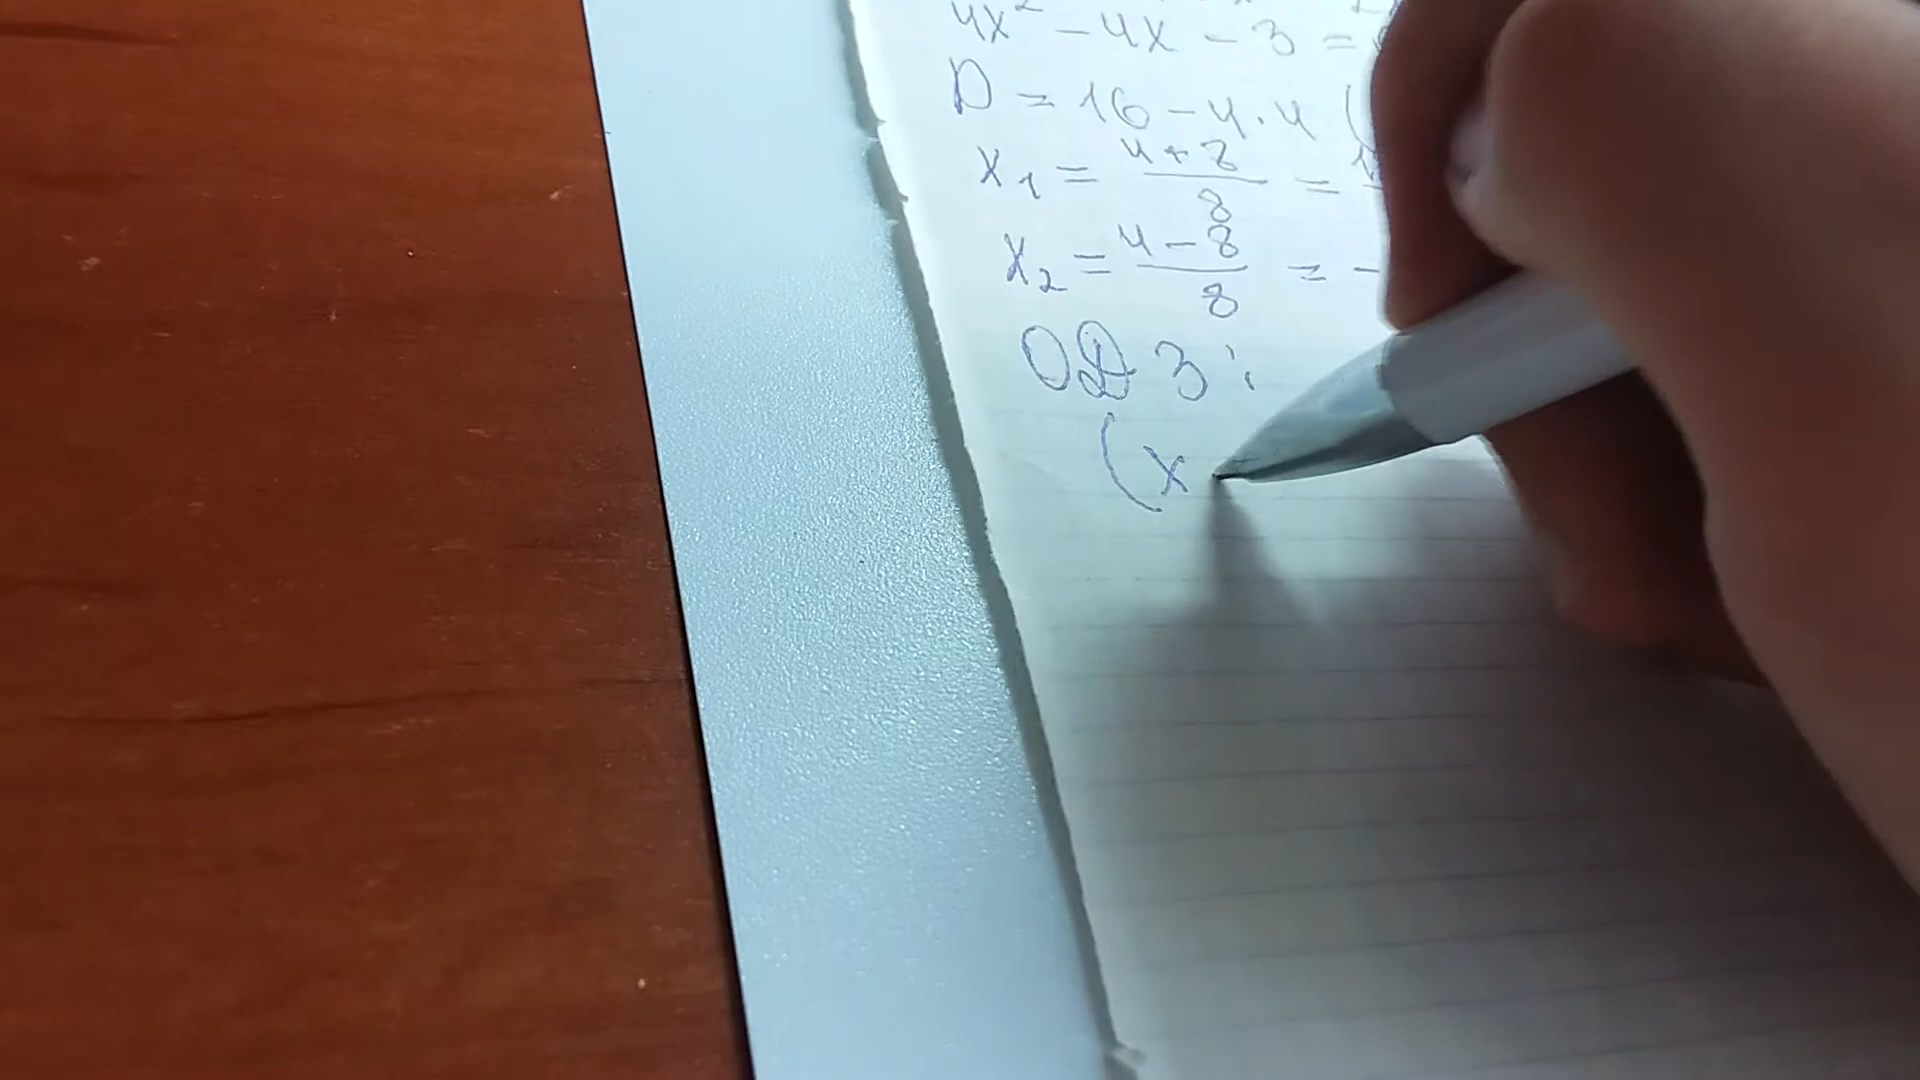 4x² - 4x - 3 =
D = 16 - 4·4 (
x₁ = (4+8)/8 =
x₂ = (4-8)/8 = -
ОДЗ:
(x